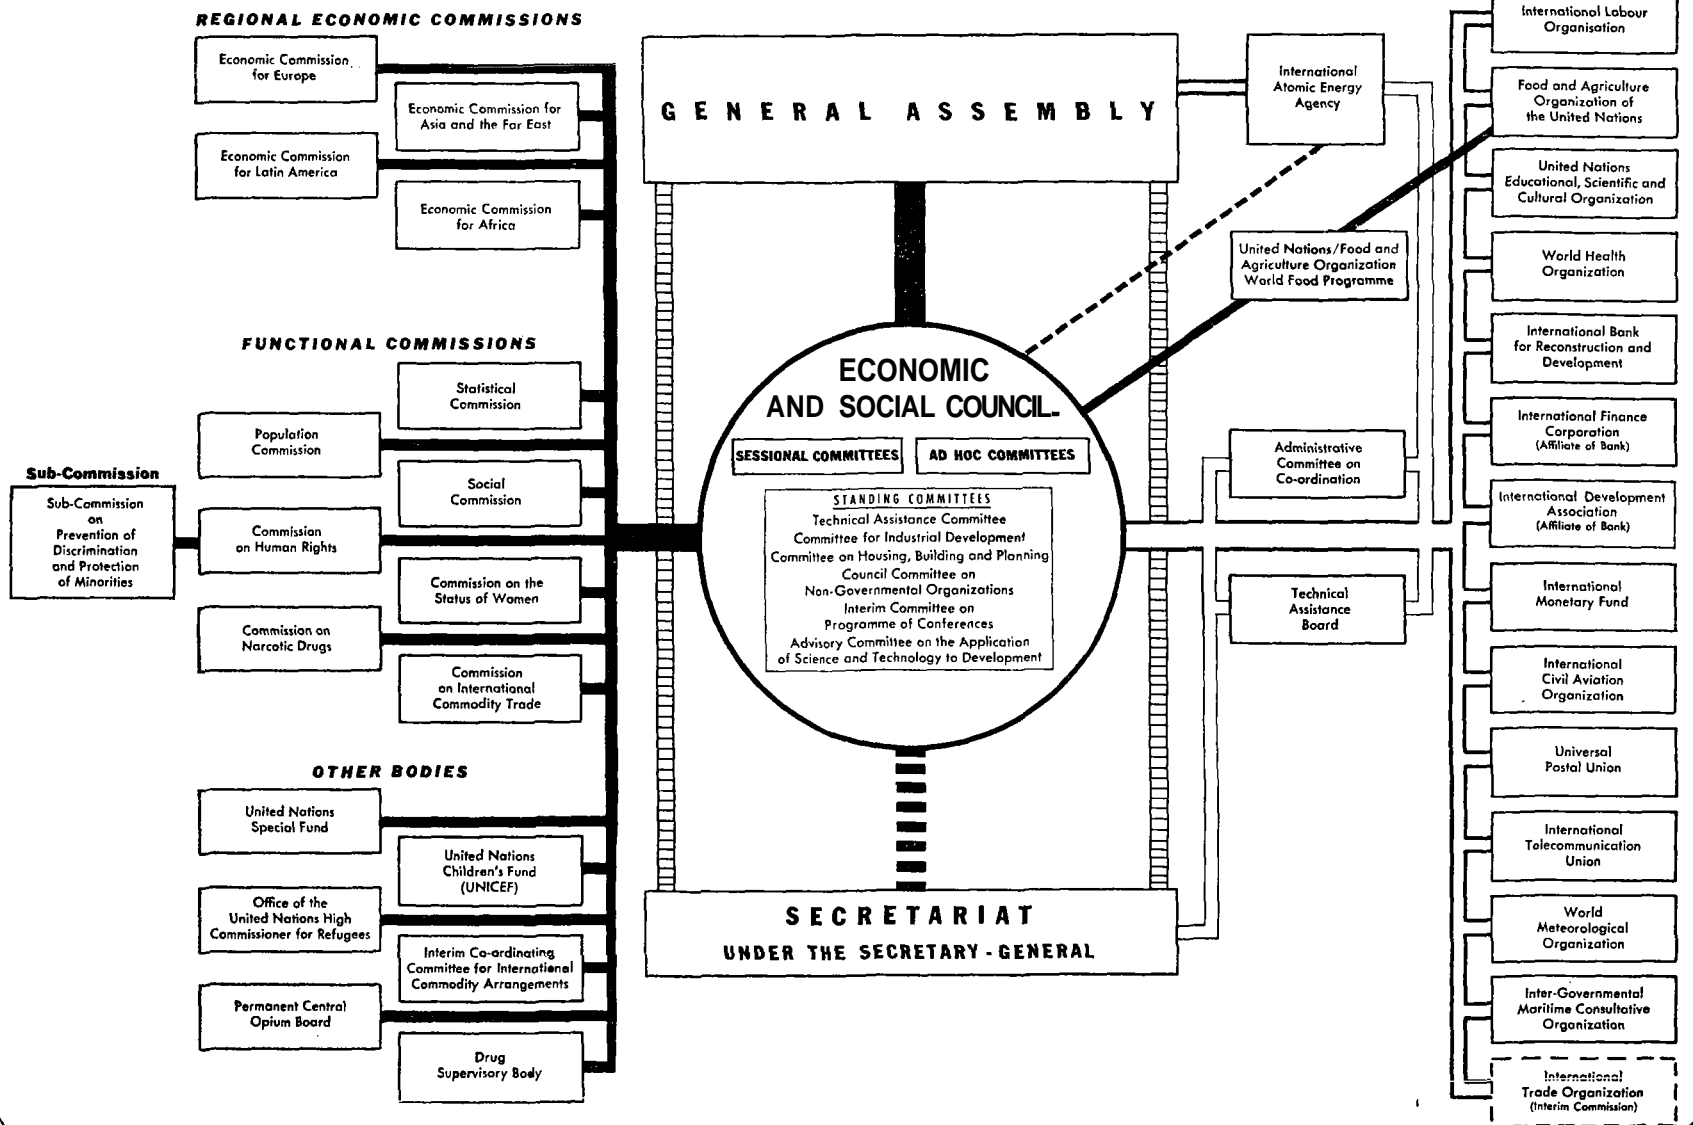 REGIONAL ECONOMIC COMMISSIONS
Economic Commission
for Europe
Economic Commission for
Asia and the Far East
Economic Commission
for Latin America
Economic Commission
for Africa
FUNCTIONAL COMMISSIONS
Statistical
Commission
Population
Commission
Social
Commission
Sub-Commission
Sub-Commission
on
Prevention of
Discrimination
and Protection
of Minorities
Commission
on Human Rights
Commission on the
Status of Women
Commission on
Narcotic Drugs
Commission
on International
Commodity Trade
OTHER BODIES
United Nations
Special Fund
United Nations
Children's Fund
(UNICEF)
Office of the
United Nations High
Commissioner for Refugees
Interim Co-ordinating
Committee for International
Commodity Arrangements
Permanent Central
Opium Board
Drug
Supervisory Body
GENERAL ASSEMBLY
ECONOMIC
AND SOCIAL COUNCIL
SESSIONAL COMMITTEES
AD HOC COMMITTEES
STANDING COMMITTEES
Technical Assistance Committee
Committee for Industrial Development
Committee on Housing, Building and Planning
Council Committee on
Non-Governmental Organizations
Interim Committee on
Programme of Conferences
Advisory Committee on the Application
of Science and Technology to Development
SECRETARIAT
UNDER THE SECRETARY-GENERAL
International
Atomic Energy
Agency
United Nations/Food and
Agriculture Organization
World Food Programme
Administrative
Committee on
Co-ordination
Technical
Assistance
Board
International Labour
Organisation
Food and Agriculture
Organization of
the United Nations
United Nations
Educational, Scientific and
Cultural Organization
World Health
Organization
International Bank
for Reconstruction and
Development
International Finance
Corporation
(Affiliate of Bank)
International Development
Association
(Affiliate of Bank)
International
Monetary Fund
International
Civil Aviation
Organization
Universal
Postal Union
International
Telecommunication
Union
World
Meteorological
Organization
Inter-Governmental
Maritime Consultative
Organization
International
Trade Organization
(Interim Commission)